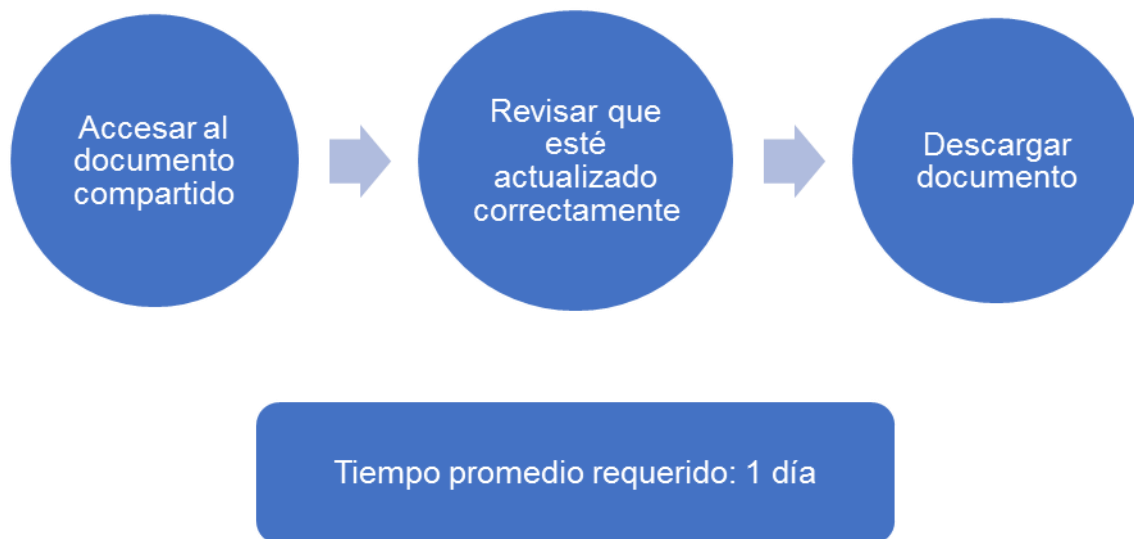 Accesar al
documento
compartido
Revisar que
esté
actualizado
correctamente
Descargar
documento
Tiempo promedio requerido: 1 día